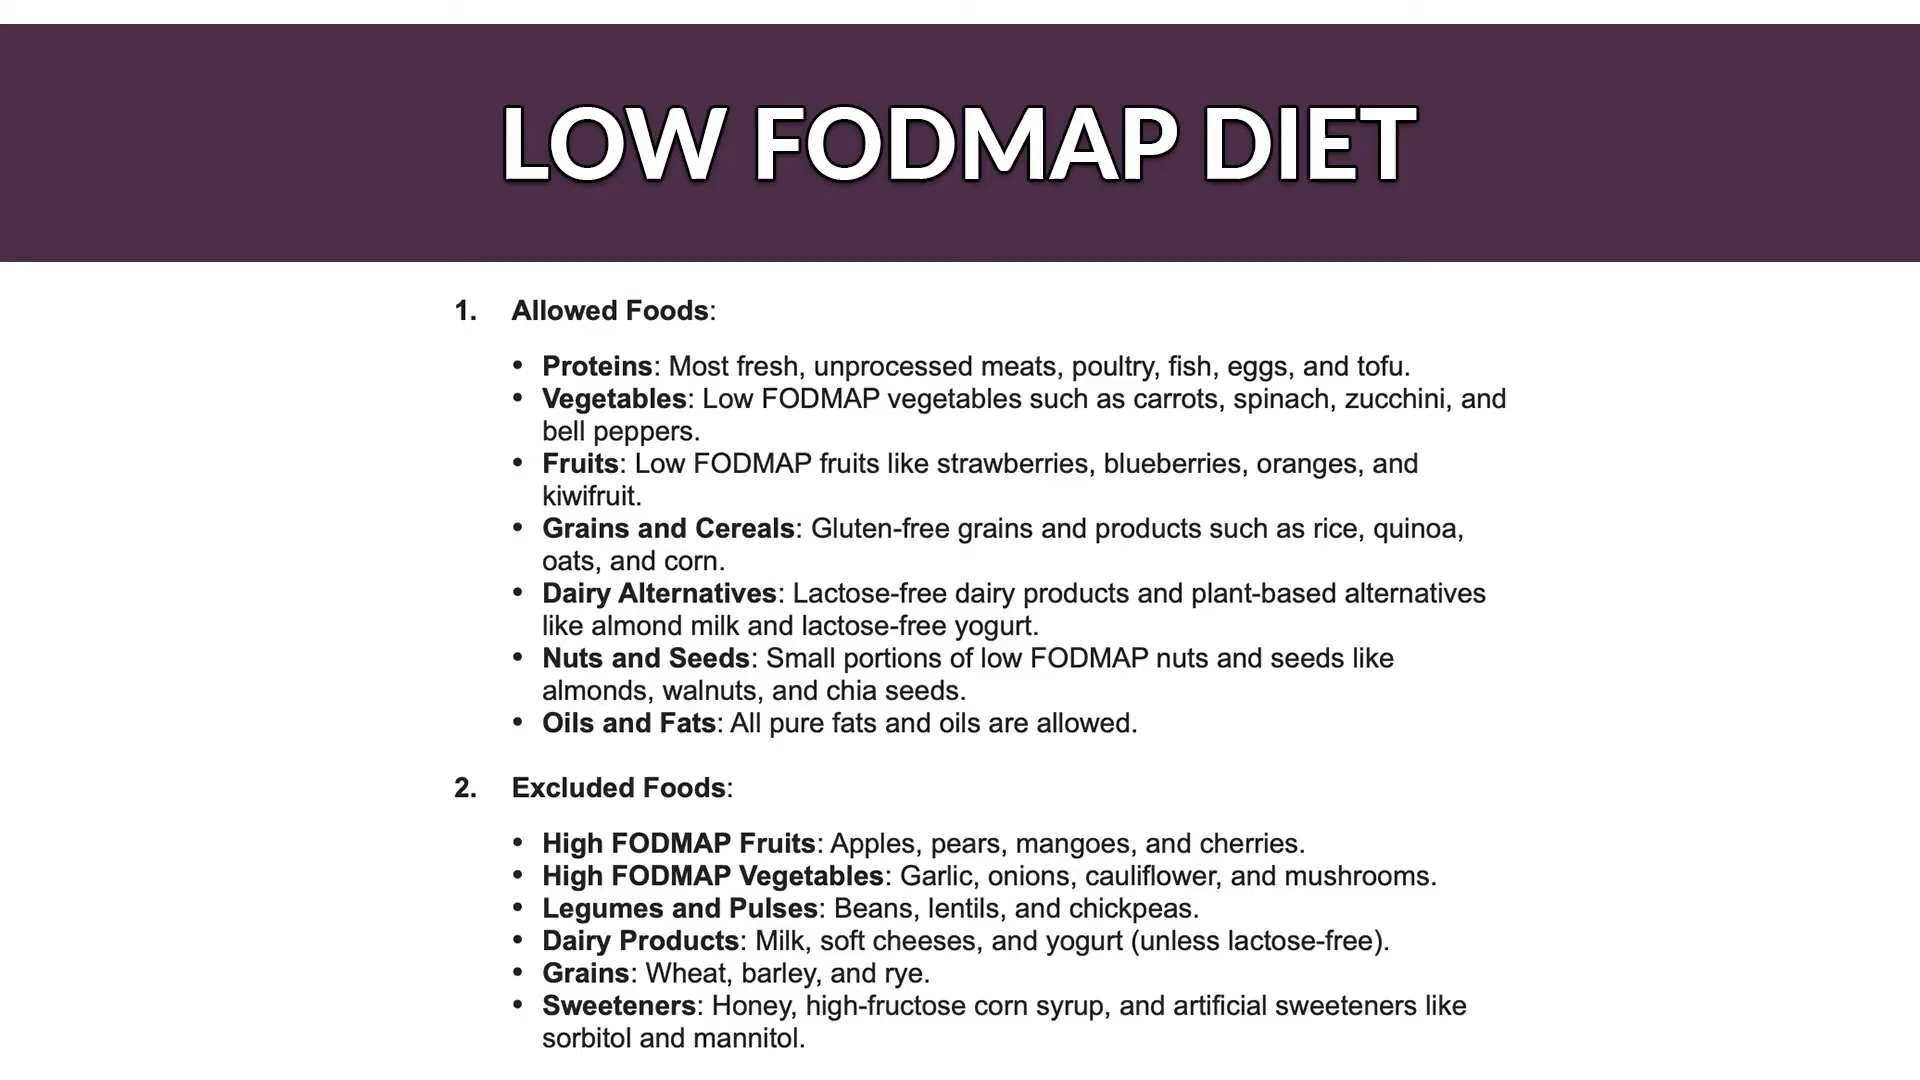 LOW FODMAP DIET
1. Allowed Foods:
• Proteins: Most fresh, unprocessed meats, poultry, fish, eggs, and tofu.
• Vegetables: Low FODMAP vegetables such as carrots, spinach, zucchini, and
bell peppers.
• Fruits: Low FODMAP fruits like strawberries, blueberries, oranges, and
kiwifruit.
• Grains and Cereals: Gluten-free grains and products such as rice, quinoa,
oats, and corn.
• Dairy Alternatives: Lactose-free dairy products and plant-based alternatives
like almond milk and lactose-free yogurt.
• Nuts and Seeds: Small portions of low FODMAP nuts and seeds like
almonds, walnuts, and chia seeds.
• Oils and Fats: All pure fats and oils are allowed.
2. Excluded Foods:
• High FODMAP Fruits: Apples, pears, mangoes, and cherries.
• High FODMAP Vegetables: Garlic, onions, cauliflower, and mushrooms.
• Legumes and Pulses: Beans, lentils, and chickpeas.
• Dairy Products: Milk, soft cheeses, and yogurt (unless lactose-free).
• Grains: Wheat, barley, and rye.
• Sweeteners: Honey, high-fructose corn syrup, and artificial sweeteners like
sorbitol and mannitol.